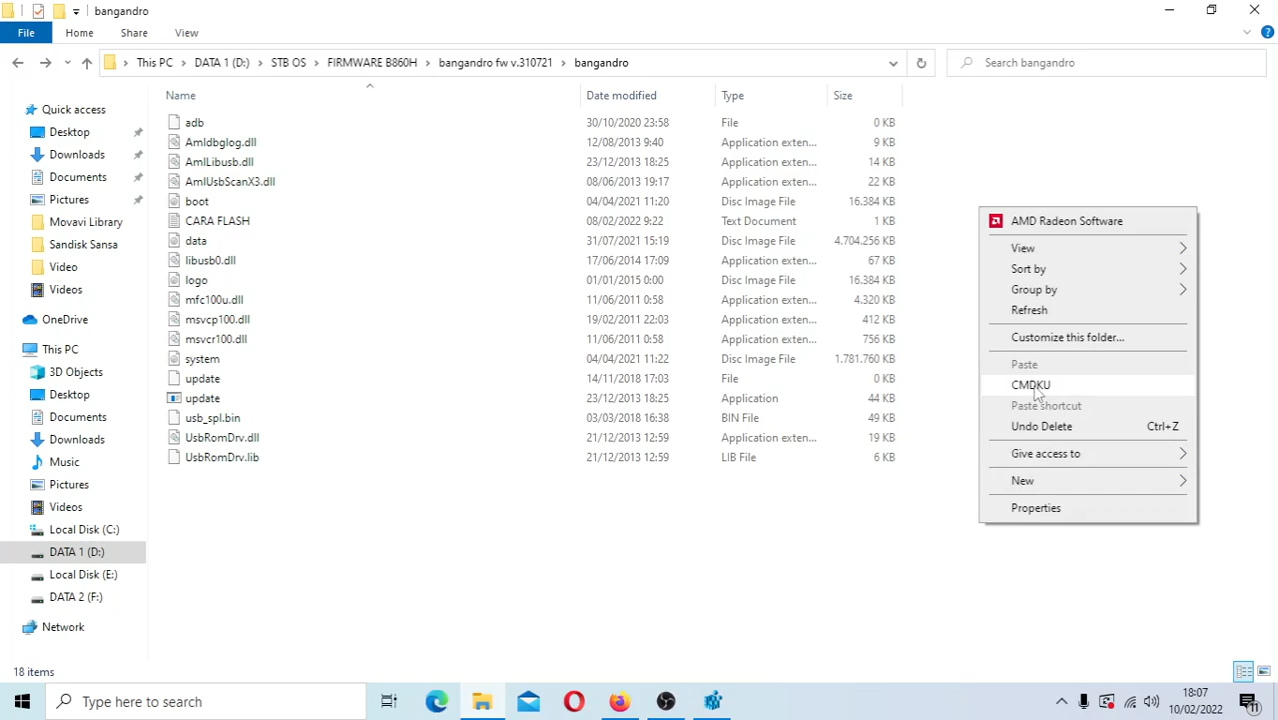 bangandro
File Home Share View
This PC DATA 1 (D:) STB OS FIRMWARE B860H bangandro fw v.310721 bangandro
Search bangandro
Quick access
Desktop
Downloads
Documents
Pictures
Movavi Library
Sandisk Sansa
Video
Videos
OneDrive
This PC
3D Objects
Desktop
Documents
Downloads
Music
Pictures
Videos
Local Disk (C:)
DATA 1 (D:)
Local Disk (E:)
DATA 2 (F:)
Network
Name Date modified Type Size
adb 30/10/2020 23:58 File 0 KB
Amldbglog.dll 12/08/2013 9:40 Application exten... 9 KB
AmlLibusb.dll 23/12/2013 18:25 Application exten... 14 KB
AmlUsbScanX3.dll 08/06/2013 19:17 Application exten... 22 KB
boot 04/04/2021 11:20 Disc Image File 16.384 KB
CARA FLASH 08/02/2022 9:22 Text Document 1 KB
data 31/07/2021 15:19 Disc Image File 4.704.256 KB
libusb0.dll 17/06/2014 17:09 Application exten... 67 KB
logo 01/01/2015 0:00 Disc Image File 16.384 KB
mfc100u.dll 11/06/2011 0:58 Application exten... 4.320 KB
msvcp100.dll 19/02/2011 22:03 Application exten... 412 KB
msvcr100.dll 11/06/2011 0:58 Application exten... 756 KB
system 04/04/2021 11:22 Disc Image File 1.781.760 KB
update 14/11/2018 17:03 File 0 KB
update 23/12/2013 18:25 Application 44 KB
usb_spl.bin 03/03/2018 16:38 BIN File 49 KB
UsbRomDrv.dll 21/12/2013 12:59 Application exten... 19 KB
UsbRomDrv.lib 21/12/2013 12:59 LIB File 6 KB
AMD Radeon Software
View
Sort by
Group by
Refresh
Customize this folder...
Paste
CMDKU
Paste shortcut
Undo Delete Ctrl+Z
Give access to
New
Properties
18 items
Type here to search
18:07
10/02/2022
11